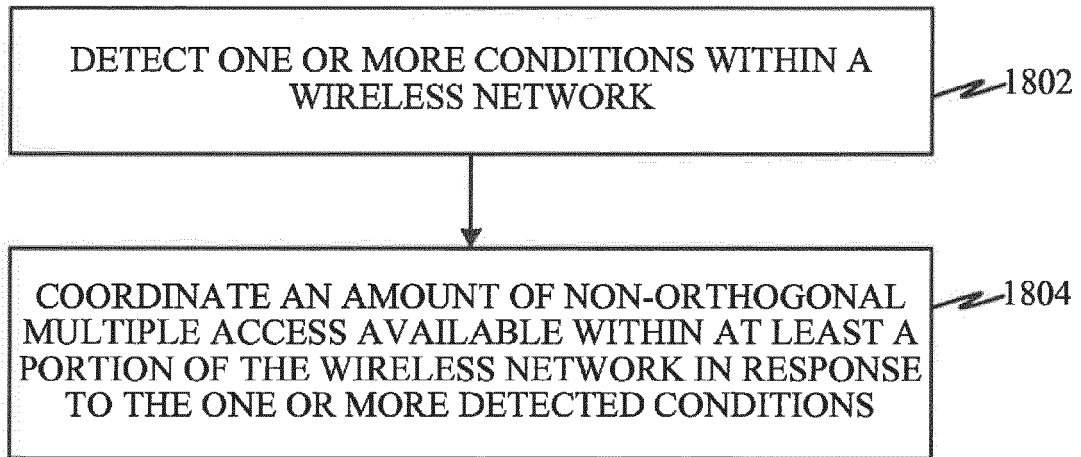 DETECT ONE OR MORE CONDITIONS WITHIN A
WIRELESS NETWORK
1802
COORDINATE AN AMOUNT OF NON-ORTHOGONAL
MULTIPLE ACCESS AVAILABLE WITHIN AT LEAST A
PORTION OF THE WIRELESS NETWORK IN RESPONSE
TO THE ONE OR MORE DETECTED CONDITIONS
1804